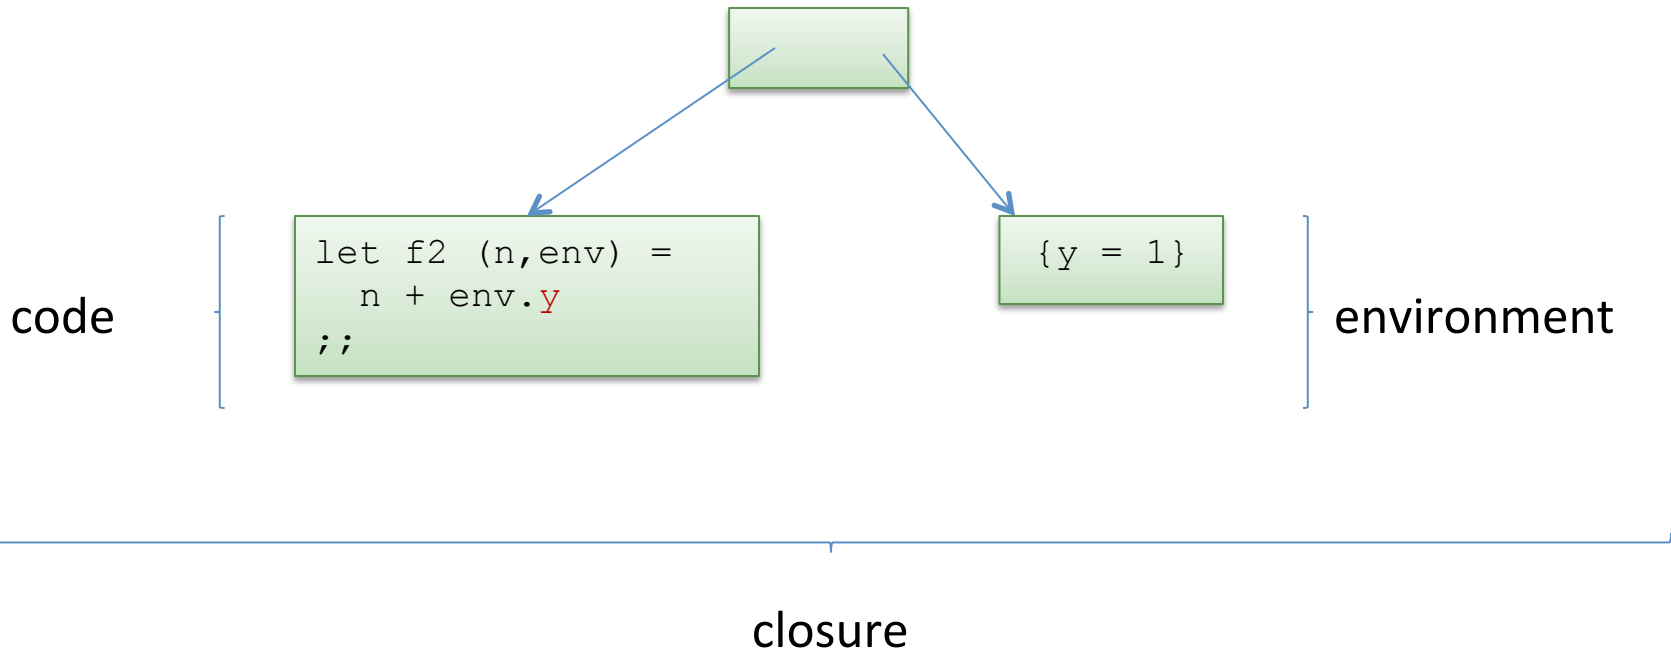 let f2 (n,env) =
n + env.y
;;
{y = 1}
code
environment
closure